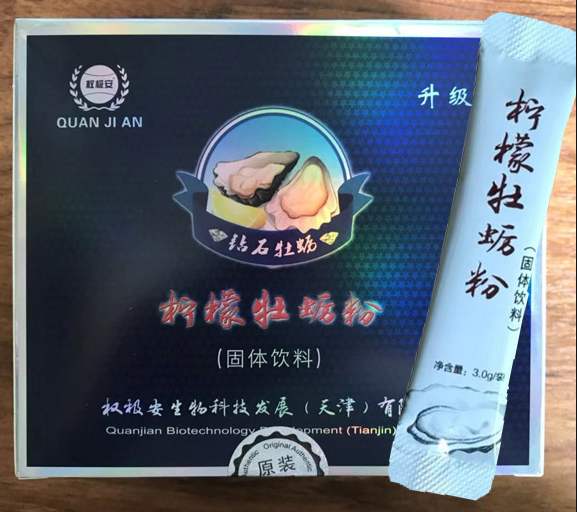 权极安
QUAN JI AN
升级
钻石牡蛎
柠檬牡蛎粉
(固体饮料)
权极安生物科技发展（天津）有
Quanjian Biotechnology (Tianjin)
Original
原装
柠檬牡蛎粉
(固体饮料)
净含量：3.0g/袋